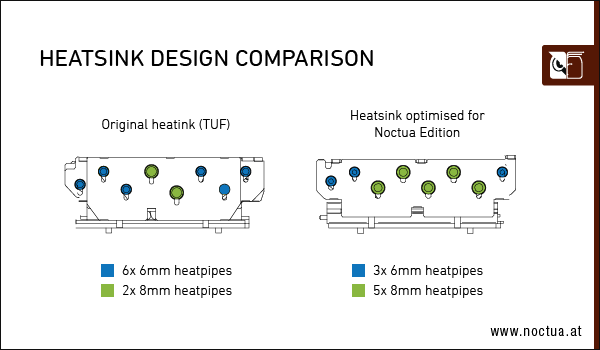 HEATSINK DESIGN COMPARISON
Original heatink (TUF)
Heatsink optimised for
Noctua Edition
6x 6mm heatpipes
2x 8mm heatpipes
3x 6mm heatpipes
5x 8mm heatpipes
www.noctua.at